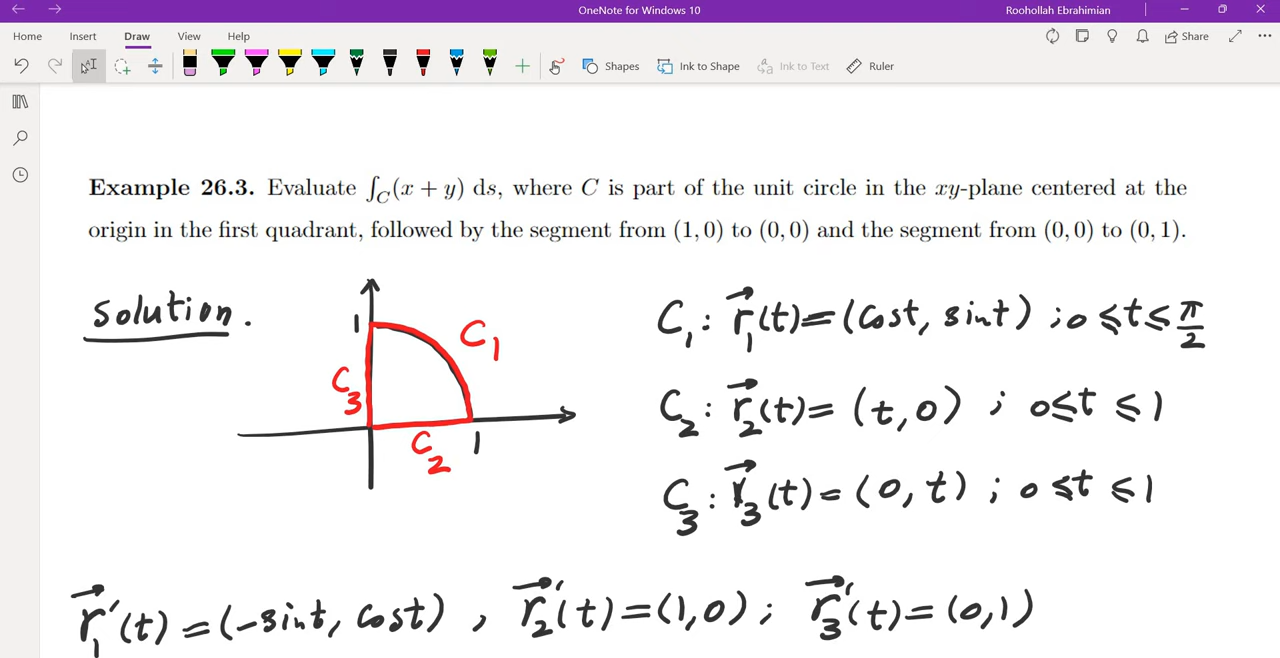 OneNote for Windows 10
Roohollah Ebrahimian
Home Insert Draw View Help
Share
Shapes Ink to Shape Ink to Text Ruler
Example 26.3. Evaluate ∫_C (x + y) ds, where C is part of the unit circle in the xy-plane centered at the
origin in the first quadrant, followed by the segment from (1, 0) to (0, 0) and the segment from (0, 0) to (0, 1).
Solution.
1
C₁
C₃
C₂
1
C₁: r⃗₁(t)=(cost, sint) ; 0≤t≤π/2
C₂: r⃗₂(t)= (t,0) ; 0≤t≤1
C₃: r⃗₃(t)=(0,t) ; 0≤t≤1
r⃗₁'(t)=(-sint, cost) , r⃗₂'(t)=(1,0) ; r⃗₃'(t)=(0,1)